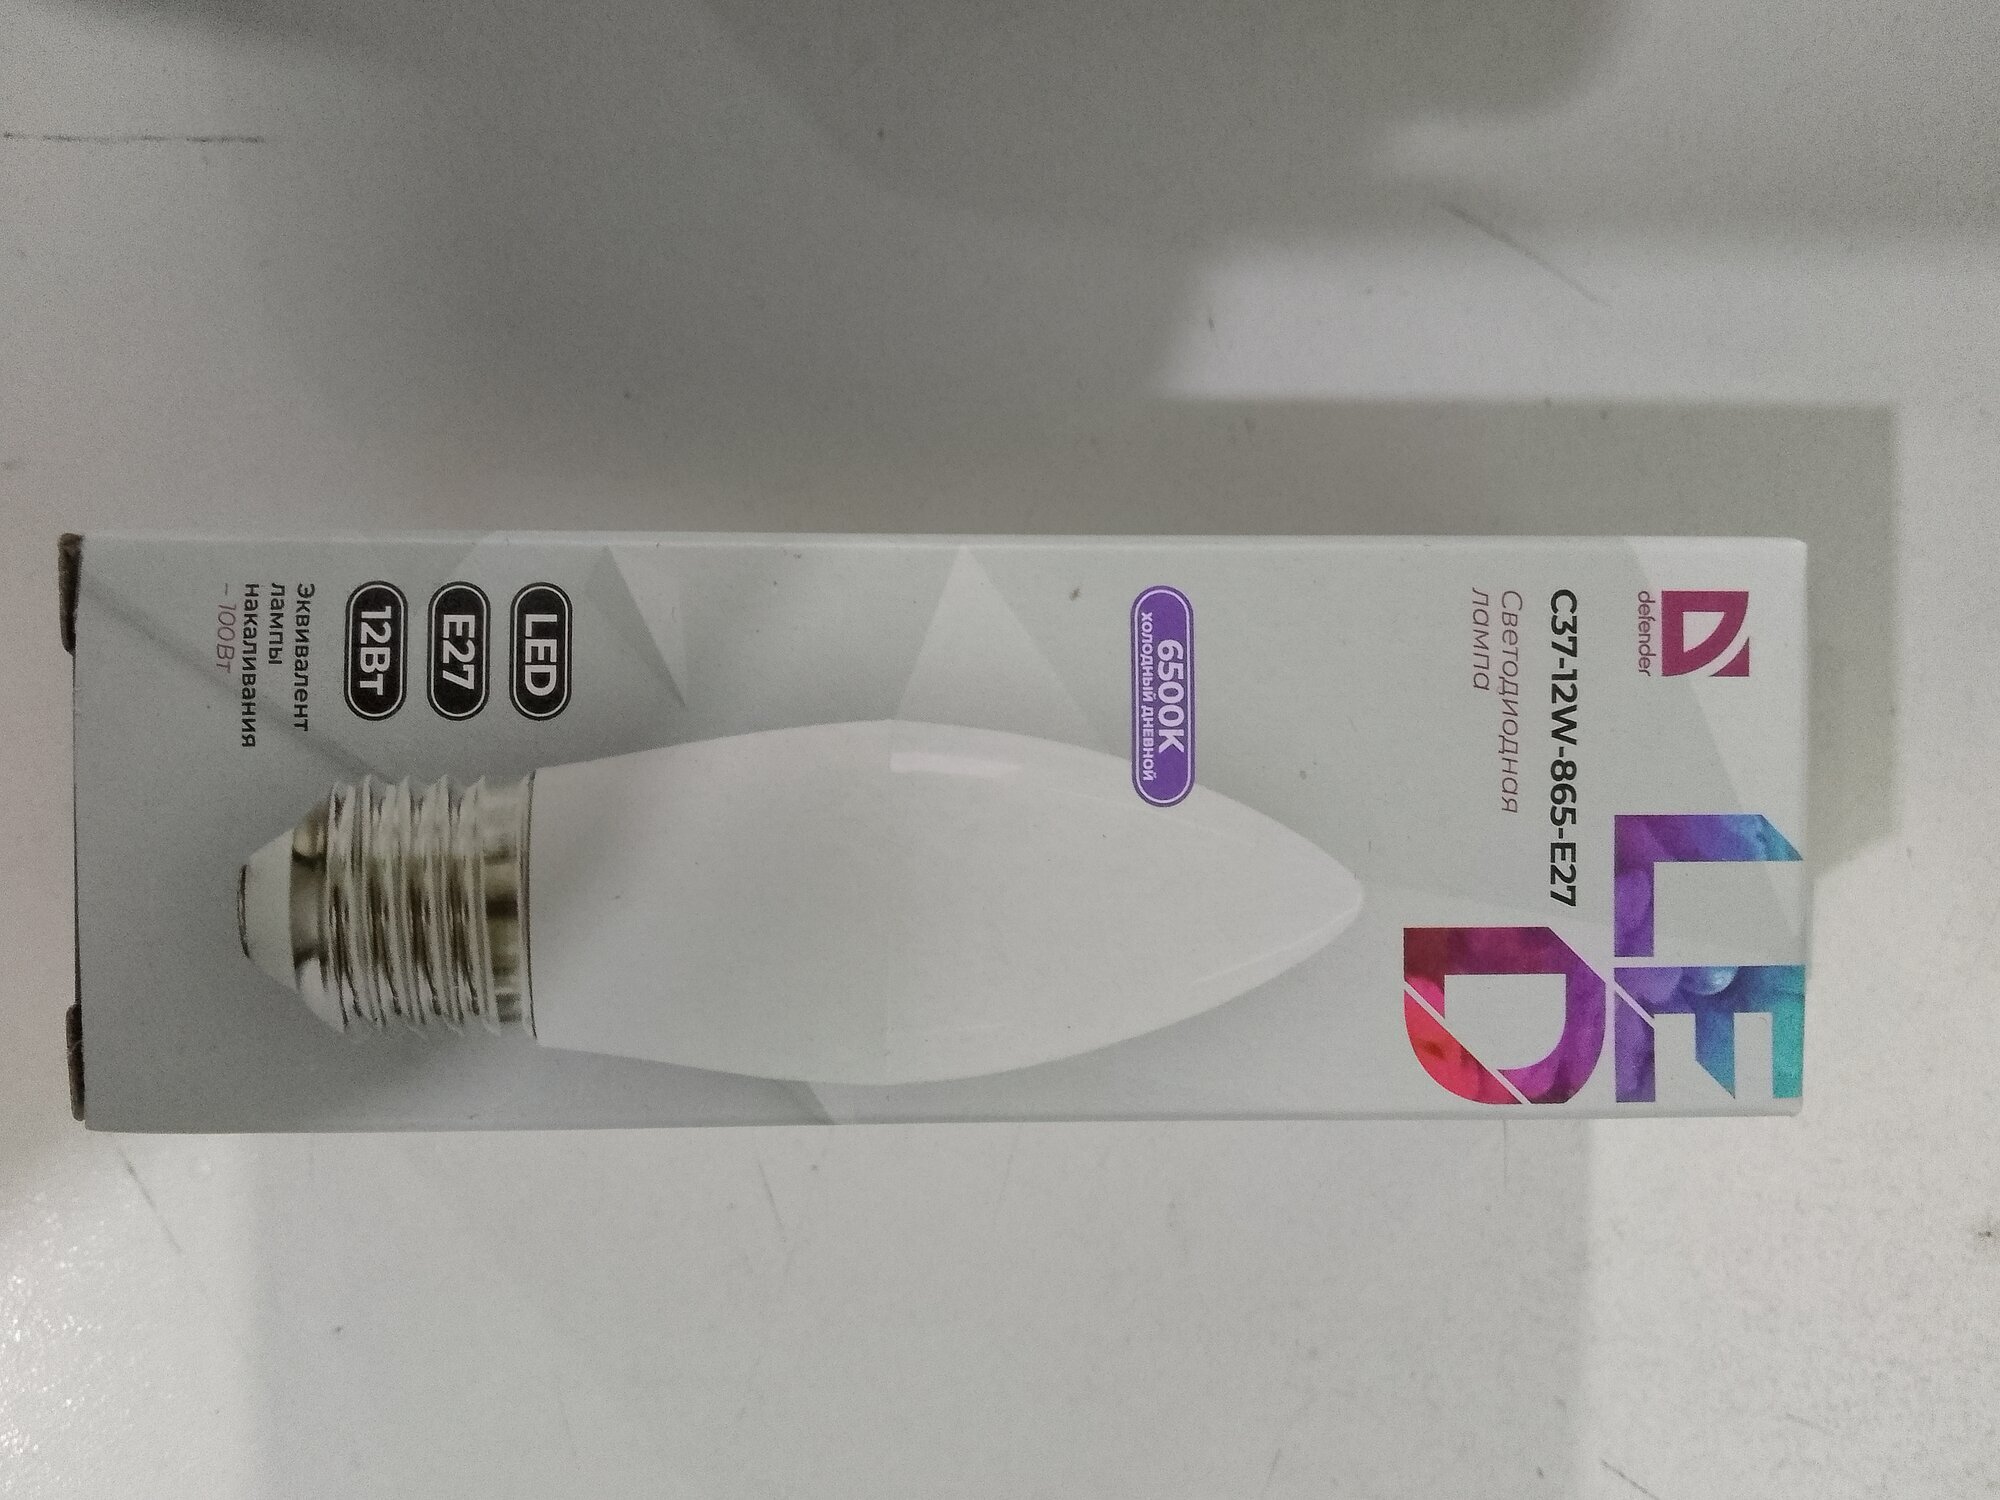 defender
LED
C37-12W-865-E27
Светодиодная
лампа
6500K
холодный дневной
LED
E27
12Вт
Эквивалент
лампы
накаливания
~ 100Вт